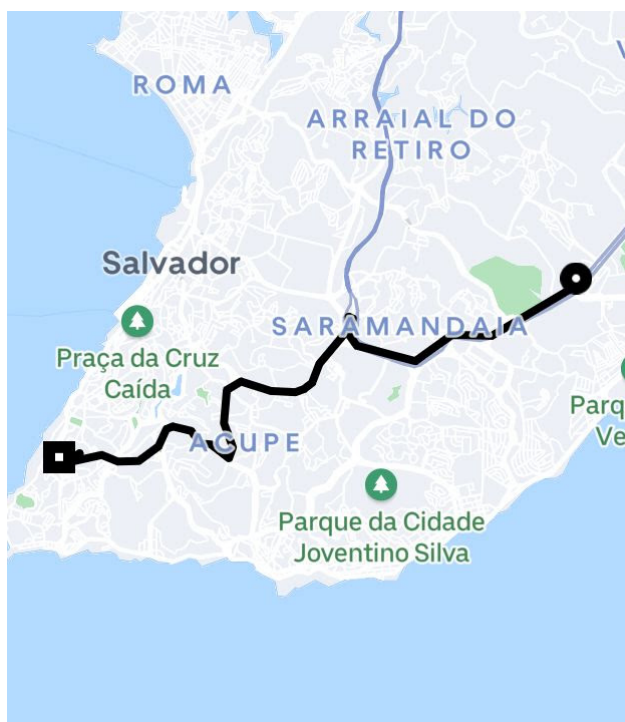 ROMA
ARRAIAL DO
RETIRO
Salvador
SARAMANDAIA
Praça da Cruz
Caída
ACUPE
Parque da Cidade
Joventino Silva
Parq
Ve